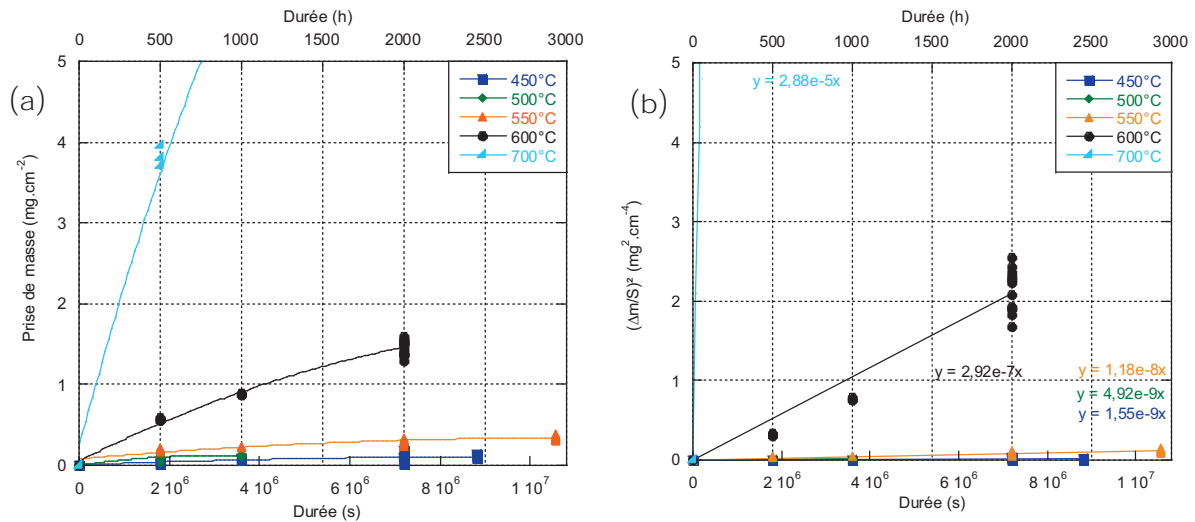 Durée (h)
0 500 1000 1500 2000 2500 3000
(a)
Prise de masse (mg.cm-2)
5
4
3
2
1
0
450°C
500°C
550°C
600°C
700°C
0 2 10⁶ 4 10⁶ 6 10⁶ 8 10⁶ 1 10⁷
Durée (s)
Durée (h)
0 500 1000 1500 2000 2500 3000
(b)
(Δm/S)² (mg².cm-4)
5
4
3
2
1
0
y = 2,88e-5x
450°C
500°C
550°C
600°C
700°C
y = 2,92e-7x
y = 1,18e-8x
y = 4,92e-9x
y = 1,55e-9x
0 2 10⁶ 4 10⁶ 6 10⁶ 8 10⁶ 1 10⁷
Durée (s)